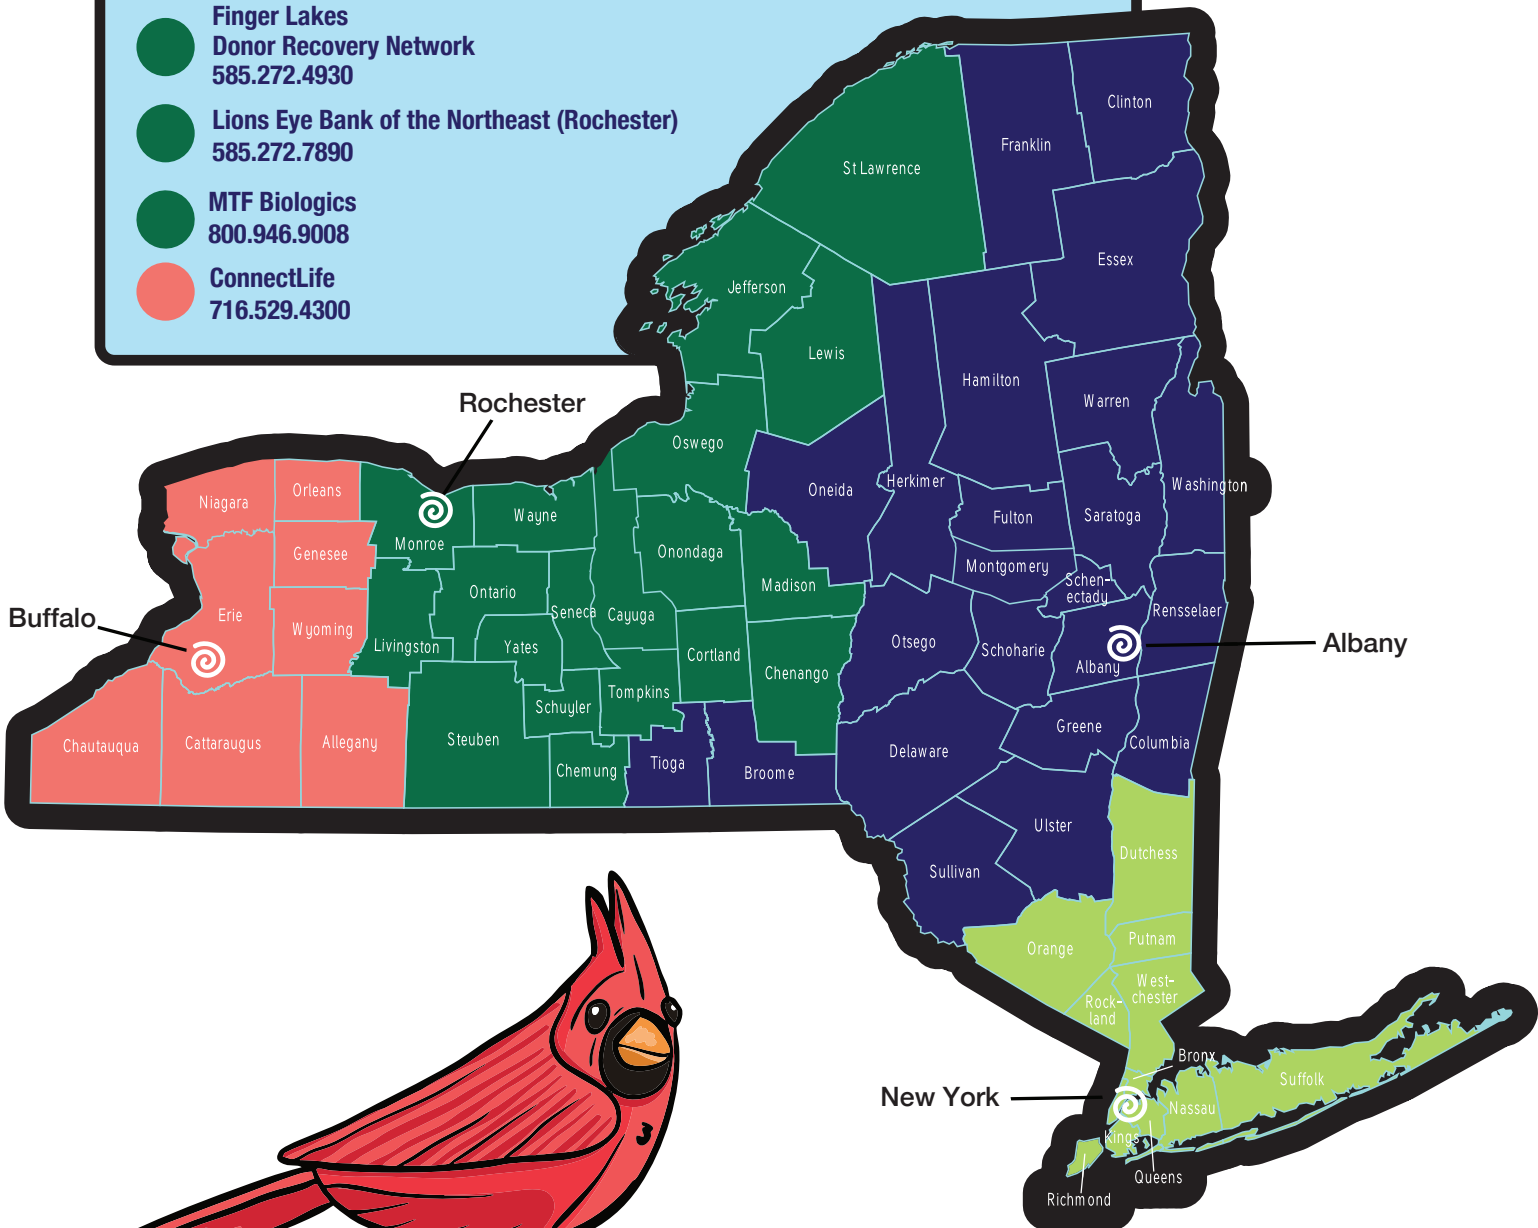 Finger Lakes
Donor Recovery Network
585.272.4930
Lions Eye Bank of the Northeast (Rochester)
585.272.7890
MTF Biologics
800.946.9008
ConnectLife
716.529.4300
Clinton
Franklin
St Lawrence
Essex
Jefferson
Lewis
Hamilton
Warren
Rochester
Oswego
Oneida
Herkimer
Washington
Niagara
Orleans
Monroe
Wayne
Fulton
Saratoga
Genesee
Onondaga
Madison
Montgomery
Schen-
ectady
Ontario
Seneca
Cayuga
Rensselaer
Buffalo
Erie
Wyoming
Livingston
Yates
Cortland
Chenango
Otsego
Schoharie
Albany
Albany
Chautauqua
Cattaraugus
Allegany
Steuben
Schuyler
Tompkins
Chemung
Tioga
Broome
Delaware
Greene
Columbia
Ulster
Sullivan
Dutchess
Orange
Putnam
West-
chester
Rock-
land
Bronx
New York
Suffolk
Nassau
Kings
Queens
Richmond